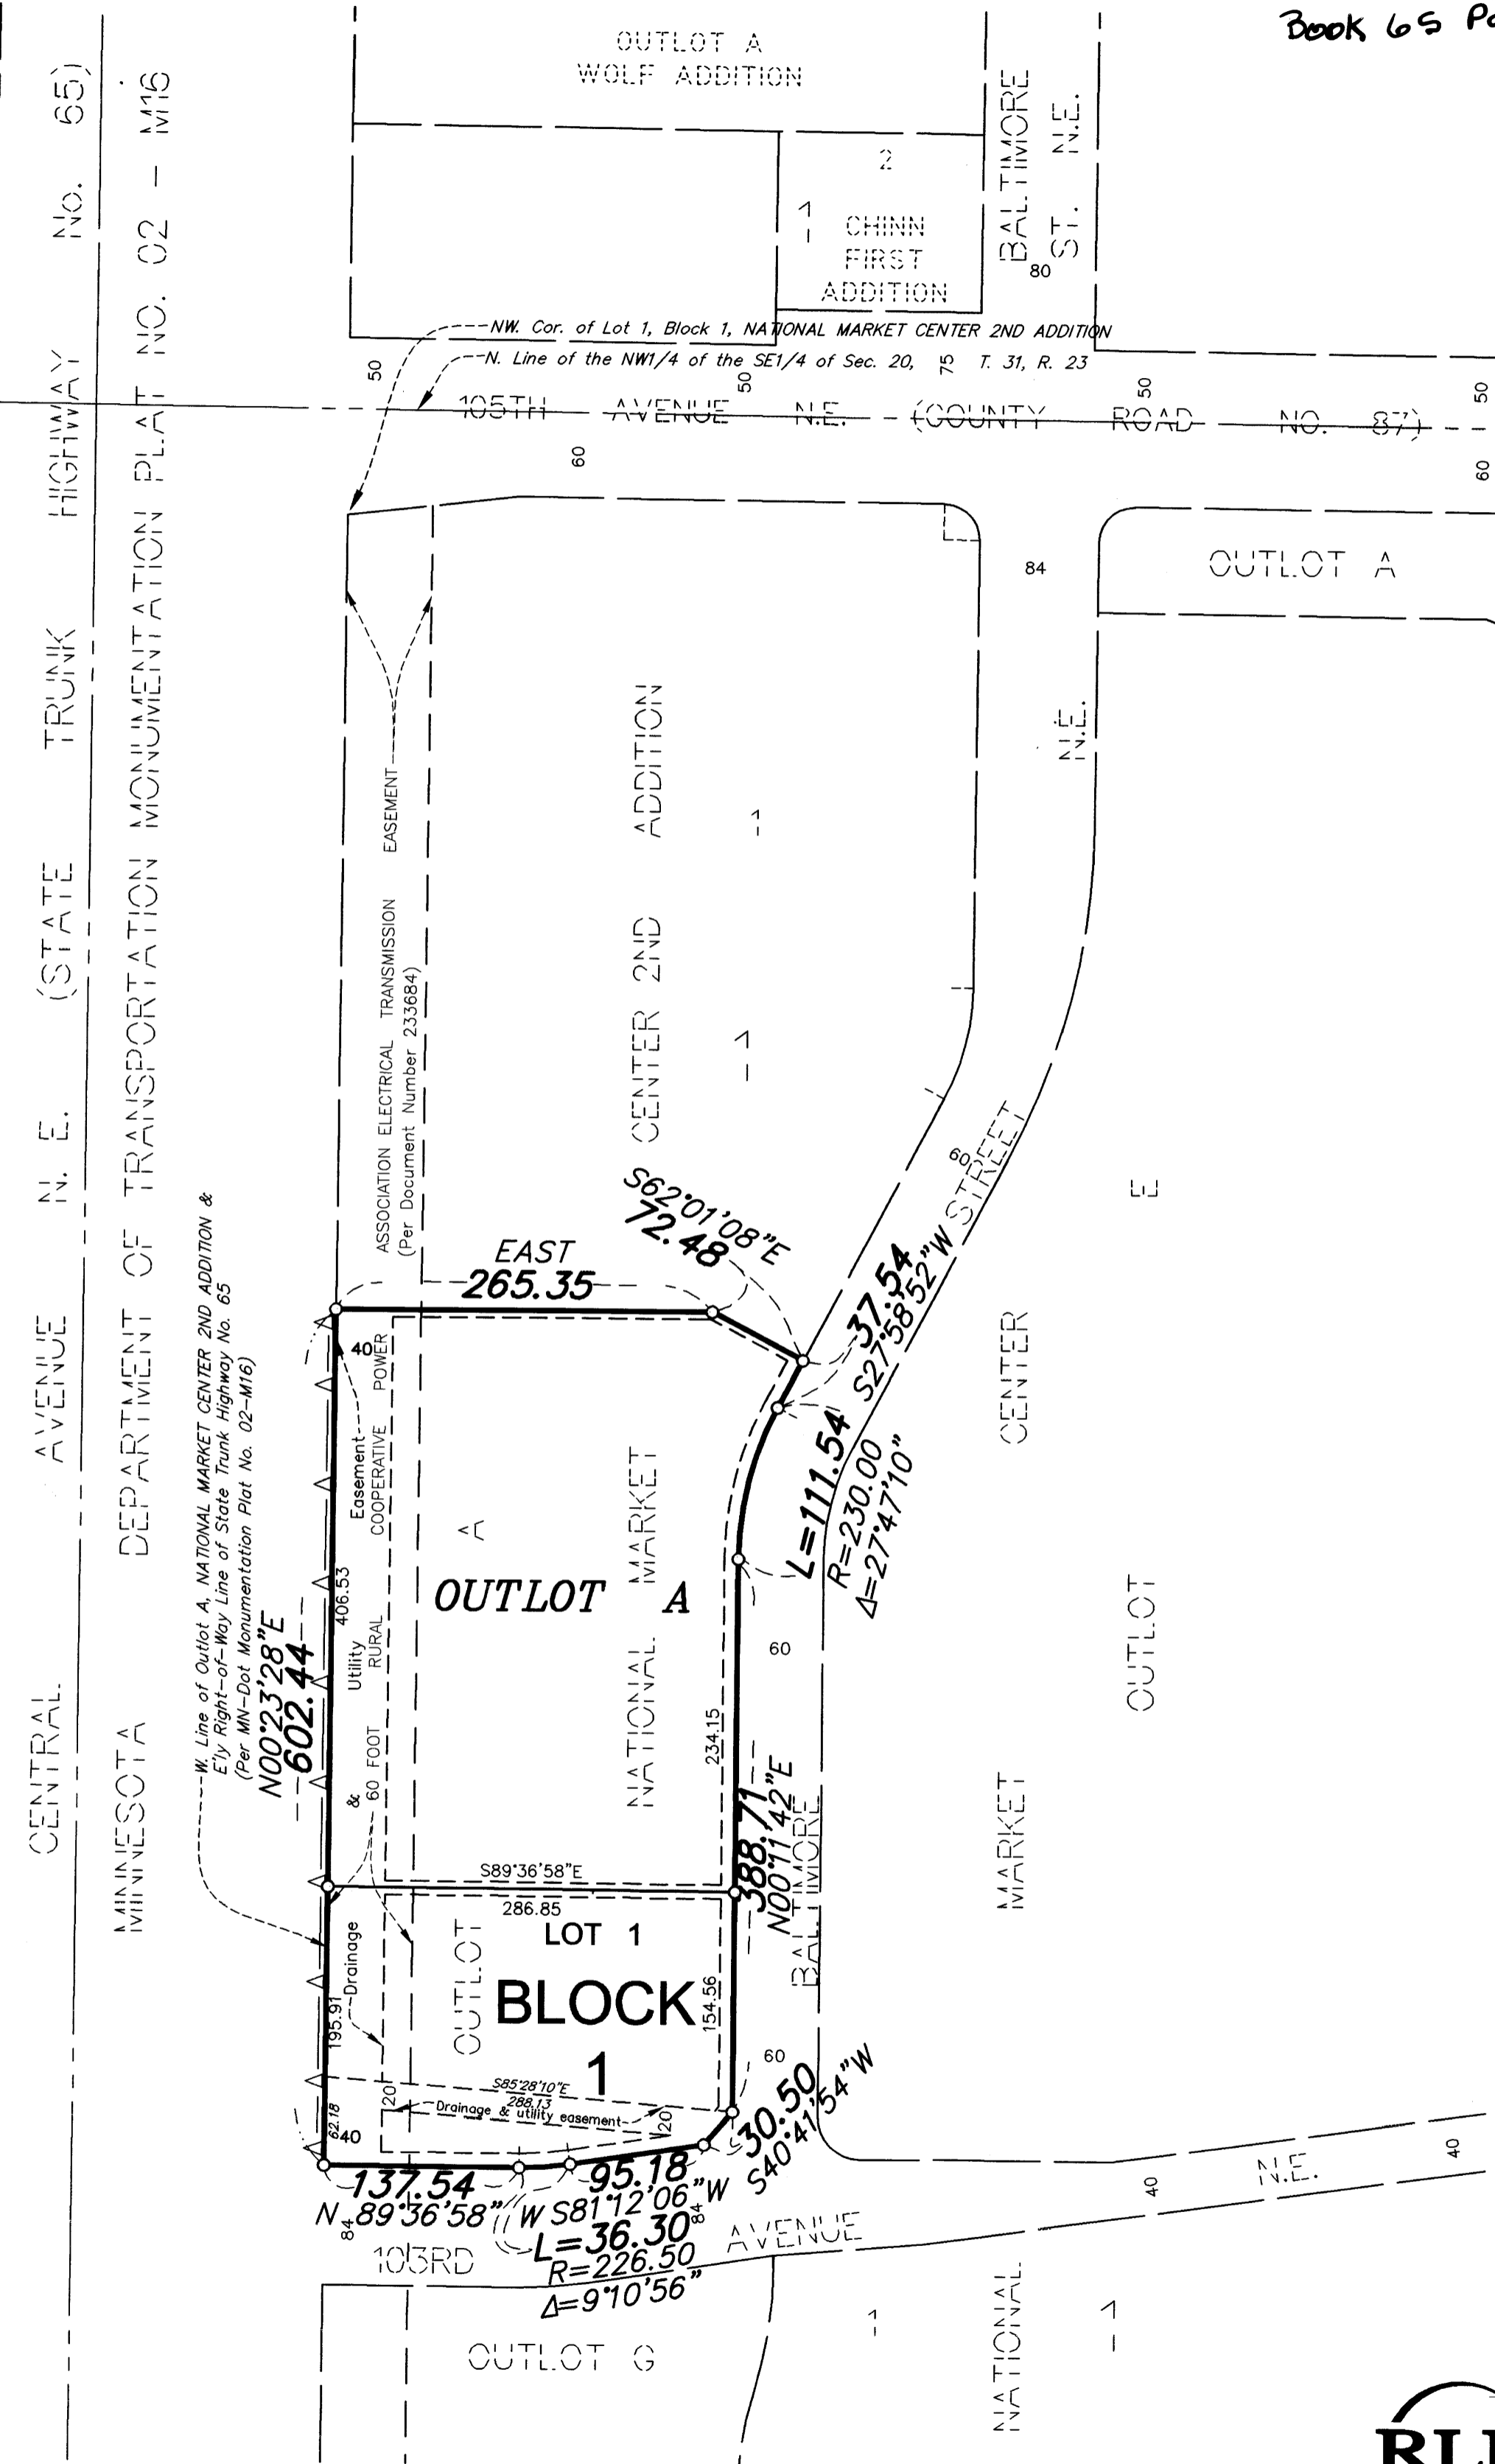 Book 65
OUTLOT A
WOLF ADDITION
2
1
CHINN
FIRST
ADDITION
BALTIMORE
ST. N.E.
80
NW. Cor. of Lot 1, Block 1, NATIONAL MARKET CENTER 2ND ADDITION
N. Line of the NW1/4 of the SE1/4 of Sec. 20, T. 31, R. 23
50
50
75
50
50
105TH AVENUE N.E. (COUNTY ROAD NO. 87)
60
60
84
OUTLOT A
CENTRAL AVENUE N. E. (STATE TRUNK HIGHWAY No. 65)
MINNESOTA DEPARTMENT OF TRANSPORTATION MONUMENTATION PLAT NO. 02 - M16
N.E.
NATIONAL MARKET CENTER 2ND ADDITION
1
1
& 60 FOOT RURAL COOPERATIVE POWER ASSOCIATION ELECTRICAL TRANSMISSION EASEMENT
(Per Document Number 233684)
S62°01'08"E
72.48
EAST
265.35
60
BALTIMORE STREET
37.54
S27°58'52"W
L=111.54
R=230.00
Δ=27°47'10"
W. Line of Outlot A, NATIONAL MARKET CENTER 2ND ADDITION &
E'ly Right-of-Way Line of State Trunk Highway No. 65
(Per MN-Dot Monumentation Plat No. 02-M16)
N00°23'28"E
602.44
406.53
40
Drainage & Utility Easement
OUTLOT A
OUTLOT A
234.15
60
388.71
N00°11'42"E
NATIONAL MARKET CENTER
OUTLOT E
S89°36'58"E
286.85
LOT 1
BLOCK
1
195.91
154.56
60
S85°28'10"E
288.13
Drainage & utility easement
20
20
62.18
40
30.50
S40°41'54"W
137.54
N 89°36'58" W
95.18
S81°12'06"W
L=36.30
R=226.50
Δ=9°10'56"
84
84
103RD AVENUE N.E.
40
40
OUTLOT G
1
1